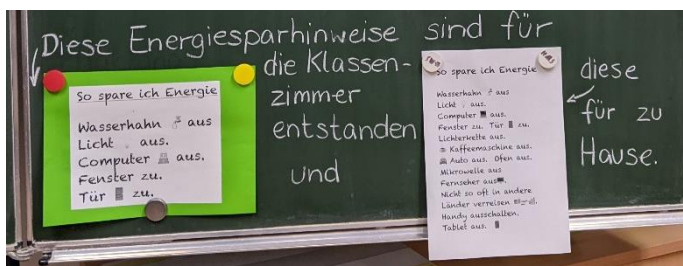 Diese Energiesparhinweise sind für
die Klassen-
zimmer
entstanden
und
diese
für zu
Hause.
So spare ich Energie
Wasserhahn aus
Licht aus.
Computer aus.
Fenster zu.
Tür zu.
So spare ich Energie
Wasserhahn aus
Licht aus.
Computer aus.
Fenster zu. Tür zu.
Lichterkette aus.
Kaffeemaschine aus.
Auto aus. Ofen aus.
Mikrowelle aus
Fernseher aus
Nicht so oft in andere
Länder verreisen
Handy ausschalten.
Tablet aus.